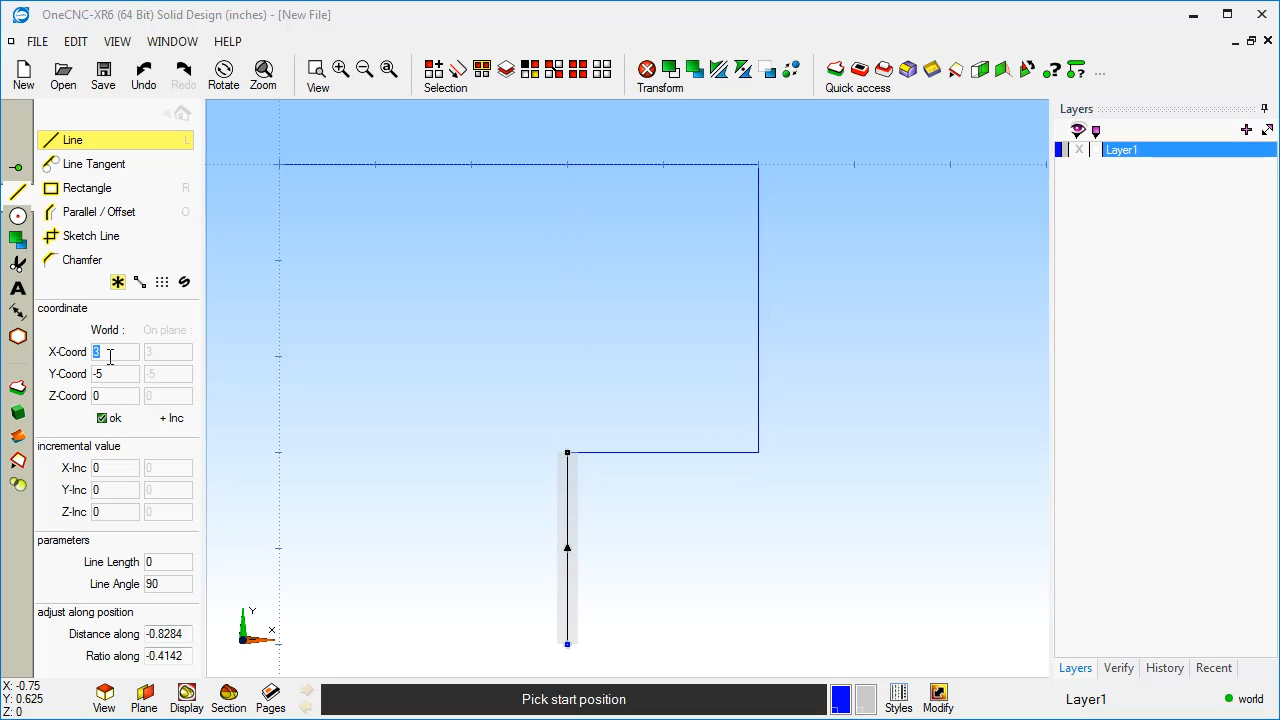 OneCNC-XR6 (64 Bit) Solid Design (inches) - [New File]
FILE EDIT VIEW WINDOW HELP
New Open Save Undo Redo Rotate Zoom View Selection Transform Quick access
Line L
Line Tangent
Rectangle R
Parallel / Offset O
Sketch Line
Chamfer
coordinate
World : On plane :
X-Coord 3 3
Y-Coord -5 -5
Z-Coord 0 0
ok + Inc
incremental value
X-Inc 0 0
Y-Inc 0 0
Z-Inc 0 0
parameters
Line Length 0
Line Angle 90
adjust along position
Distance along -0.8284
Ratio along -0.4142
Y
X
Layers
X Layer1
Layers Verify History Recent
X: -0.75
Y: 0.625
Z: 0
View Plane Display Section Pages
Pick start position
Styles Modify
Layer1 world